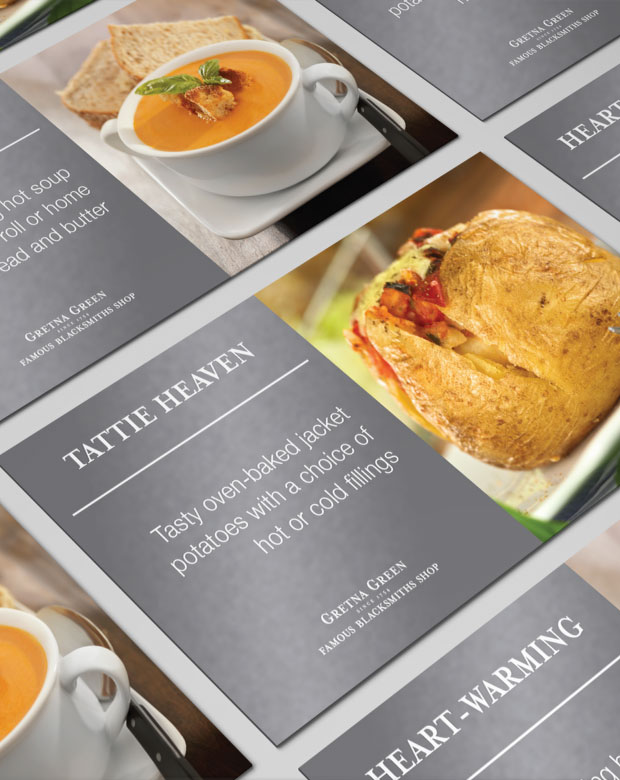 GRETNA GREEN
FAMOUS BLACKSMITHS SHOP
HEART
hot soup
roll or home
and butter
GRETNA GREEN
SINCE 1754
FAMOUS BLACKSMITHS SHOP
TATTIE HEAVEN
Tasty oven-baked jacket
potatoes with a choice of
hot or cold fillings
GRETNA GREEN
SINCE 1754
FAMOUS BLACKSMITHS SHOP
HEART-WARMING